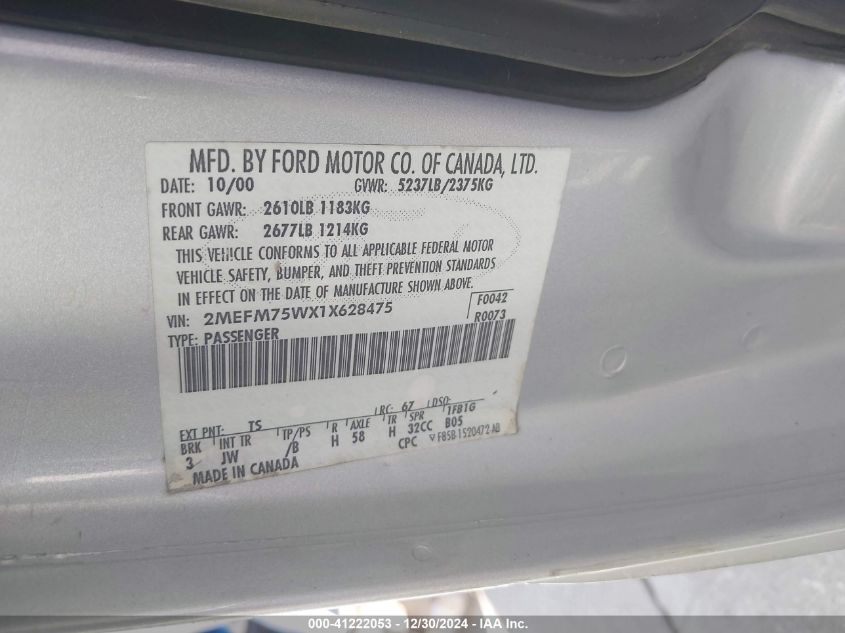 MFD. BY FORD MOTOR CO. OF CANADA, LTD.
DATE: 10/00 GVWR: 5237LB/2375KG
FRONT GAWR: 2610LB 1183KG
REAR GAWR: 2677LB 1214KG
THIS VEHICLE CONFORMS TO ALL APPLICABLE FEDERAL MOTOR
VEHICLE SAFETY, BUMPER, AND THEFT PREVENTION STANDARDS
IN EFFECT ON THE DATE OF MANUFACTURE SHOWN ABOVE.
VIN: 2MEFM75WX1X628475 F0042
TYPE: PASSENGER R0073
EXT PNT: TS RC: 67 DSO:
BRK INT TR TP/PS R AXLE TR SPR 1FB1G
3 JW /B H 58 H 32CC B05
MADE IN CANADA CPC F85B 1520472 AB
000-41222053 - 12/30/2024 - IAA Inc.